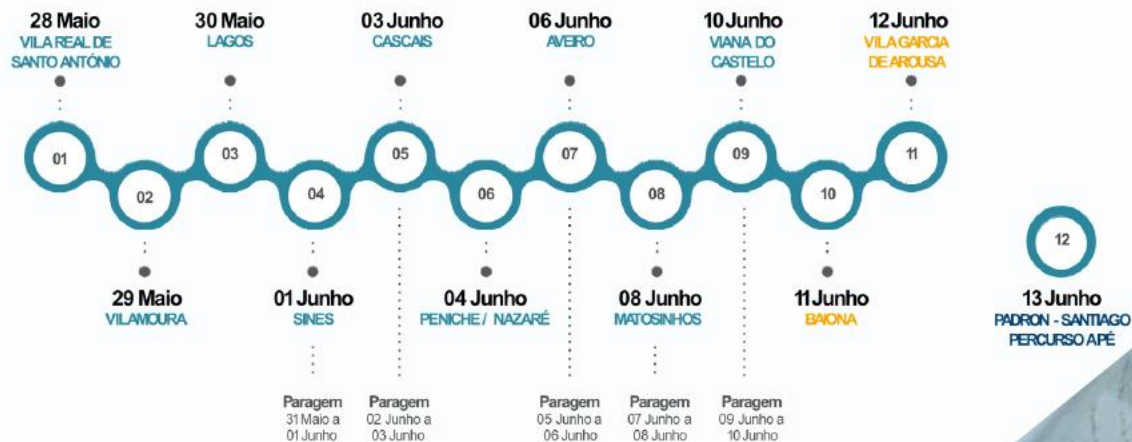 28 Maio
VILA REAL DE
SANTO ANTÓNIO
30 Maio
LAGOS
03 Junho
CASCAIS
06 Junho
AVEIRO
10 Junho
VIANA DO
CASTELO
12 Junho
VILA GARCIA
DE AROUSA
01
02
03
04
05
06
07
08
09
10
11
12
29 Maio
VILAMOURA
01 Junho
SINES
04 Junho
PENICHE / NAZARÉ
08 Junho
MATOSINHOS
11 Junho
BAIONA
13 Junho
PADRON - SANTIAGO
PERCURSO A PÉ
Paragem
31 Maio a
01 Junho
Paragem
02 Junho a
03 Junho
Paragem
05 Junho a
06 Junho
Paragem
07 Junho a
08 Junho
Paragem
09 Junho a
10 Junho